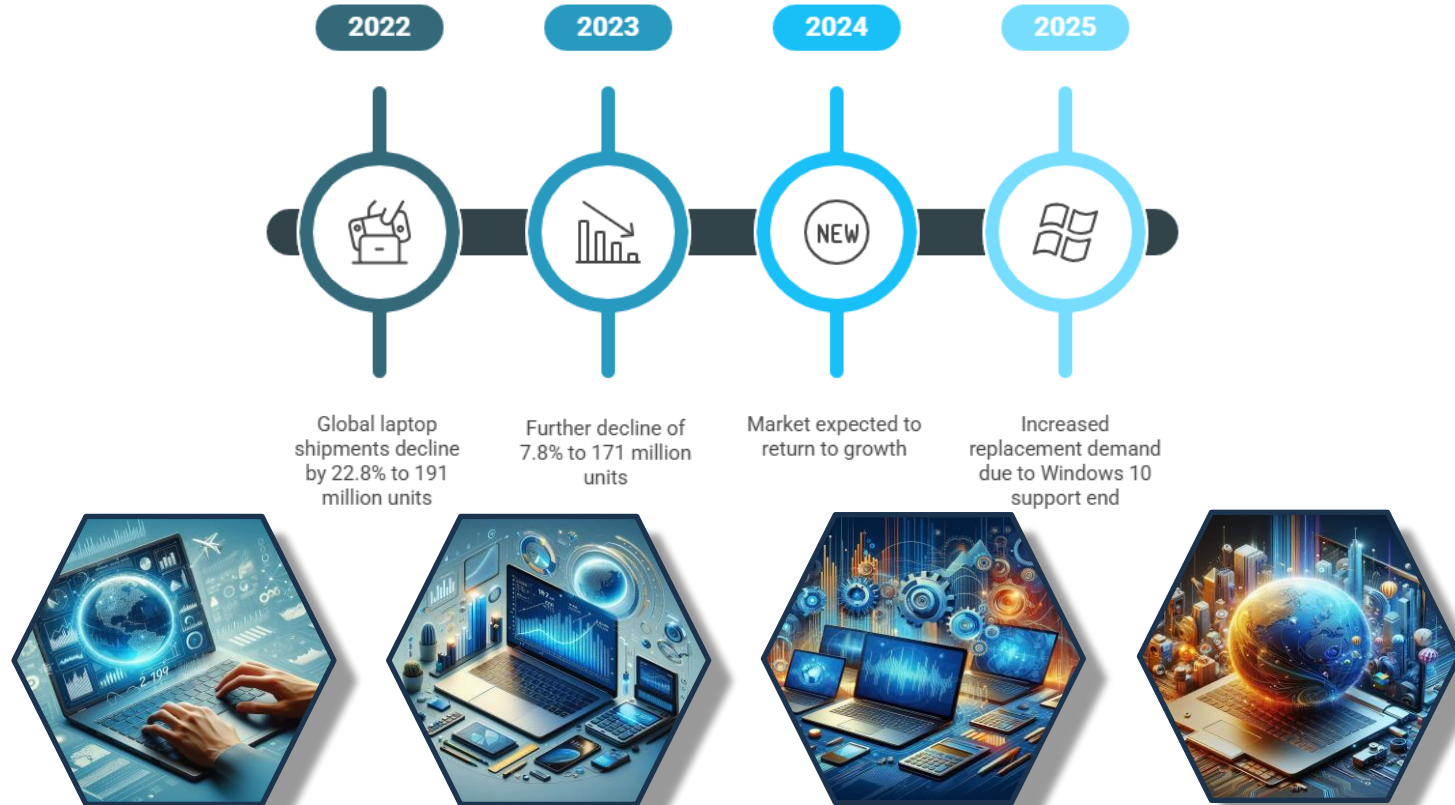 2022
2023
2024
2025
NEW
Global laptop
shipments decline
by 22.8% to 191
million units
Further decline of
7.8% to 171 million
units
Market expected to
return to growth
Increased
replacement demand
due to Windows 10
support end
2-199